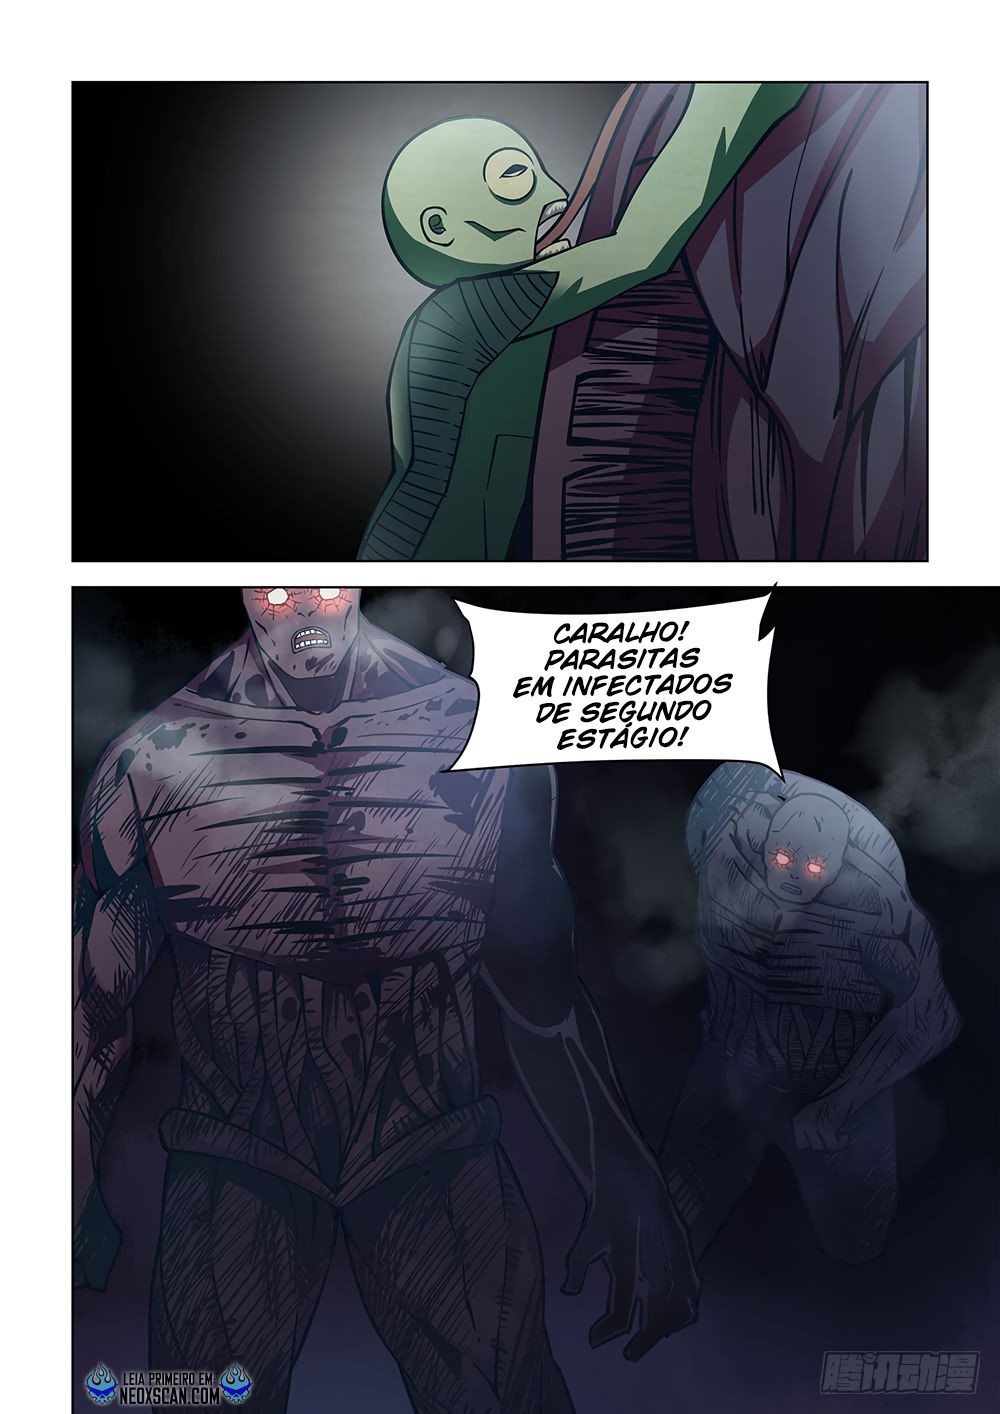 CARALHO!
PARASITAS
EM INFECTADOS
DE SEGUNDO
ESTÁGIO!
LEIA PRIMEIRO EM:
NEOXSCAN.COM
腾讯动漫